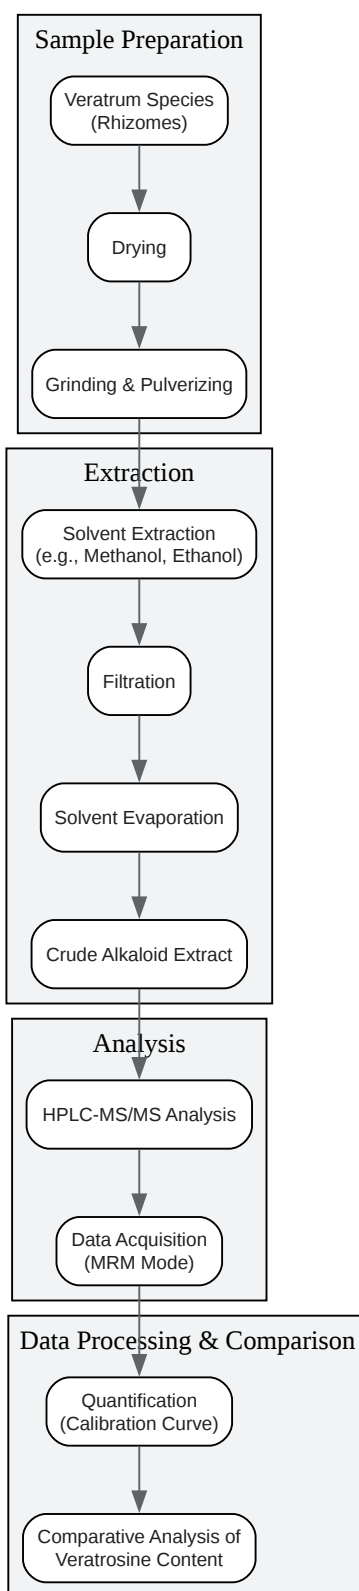 Sample Preparation
Veratrum Species
(Rhizomes)
Drying
Grinding & Pulverizing
Extraction
Solvent Extraction
(e.g., Methanol, Ethanol)
Filtration
Solvent Evaporation
Crude Alkaloid Extract
Analysis
HPLC-MS/MS Analysis
Data Acquisition
(MRM Mode)
Data Processing & Comparison
Quantification
(Calibration Curve)
Comparative Analysis of
Veratrosine Content